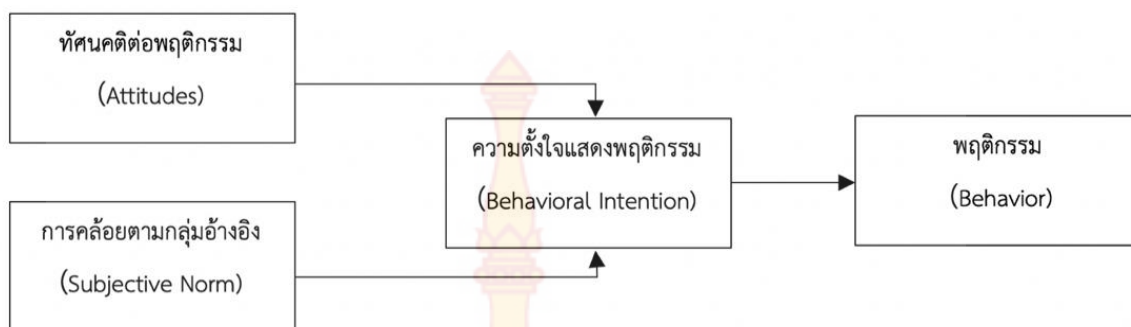 ทัศนคติต่อพฤติกรรม
(Attitudes)
การคล้อยตามกลุ่มอ้างอิง
(Subjective Norm)
ความตั้งใจแสดงพฤติกรรม
(Behavioral Intention)
พฤติกรรม
(Behavior)